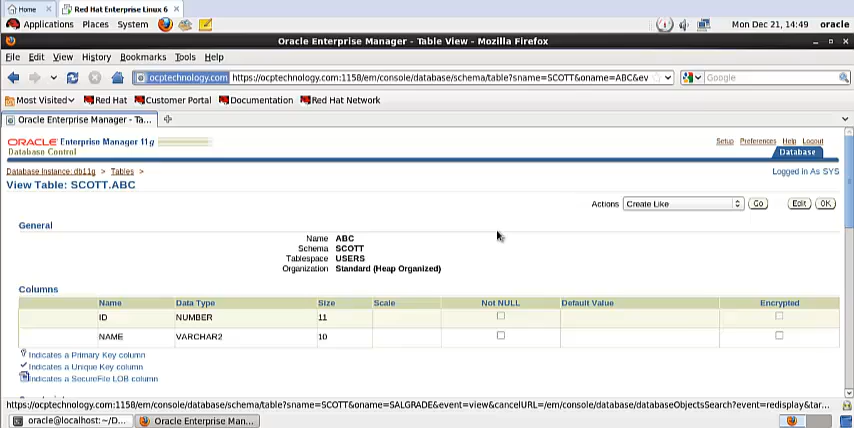 Home
Red Hat Enterprise Linux 6
Applications Places System
Mon Dec 21, 14:49 oracle
Oracle Enterprise Manager - Table View - Mozilla Firefox
File Edit View History Bookmarks Tools Help
ocptechnology.com https://ocptechnology.com:1158/em/console/database/schema/table?sname=SCOTT&oname=ABC&ev
Google
Most Visited Red Hat Customer Portal Documentation Red Hat Network
Oracle Enterprise Manager - Ta...
ORACLE Enterprise Manager 11g
Database Control
Setup Preferences Help Logout
Database
Database Instance: db11g > Tables >
Logged in As SYS
View Table: SCOTT.ABC
Actions Create Like Go Edit OK
General
Name ABC
Schema SCOTT
Tablespace USERS
Organization Standard (Heap Organized)
Columns
Name Data Type Size Scale Not NULL Default Value Encrypted
ID NUMBER 11
NAME VARCHAR2 10
Indicates a Primary Key column
Indicates a Unique Key column
Indicates a SecureFile LOB column
https://ocptechnology.com:1158/em/console/database/schema/table?sname=SCOTT&oname=SALGRADE&event=view&cancelURL=/em/console/database/databaseObjectsSearch?event=redisplay&tar...
oracle@localhost:~/D...
Oracle Enterprise Man...